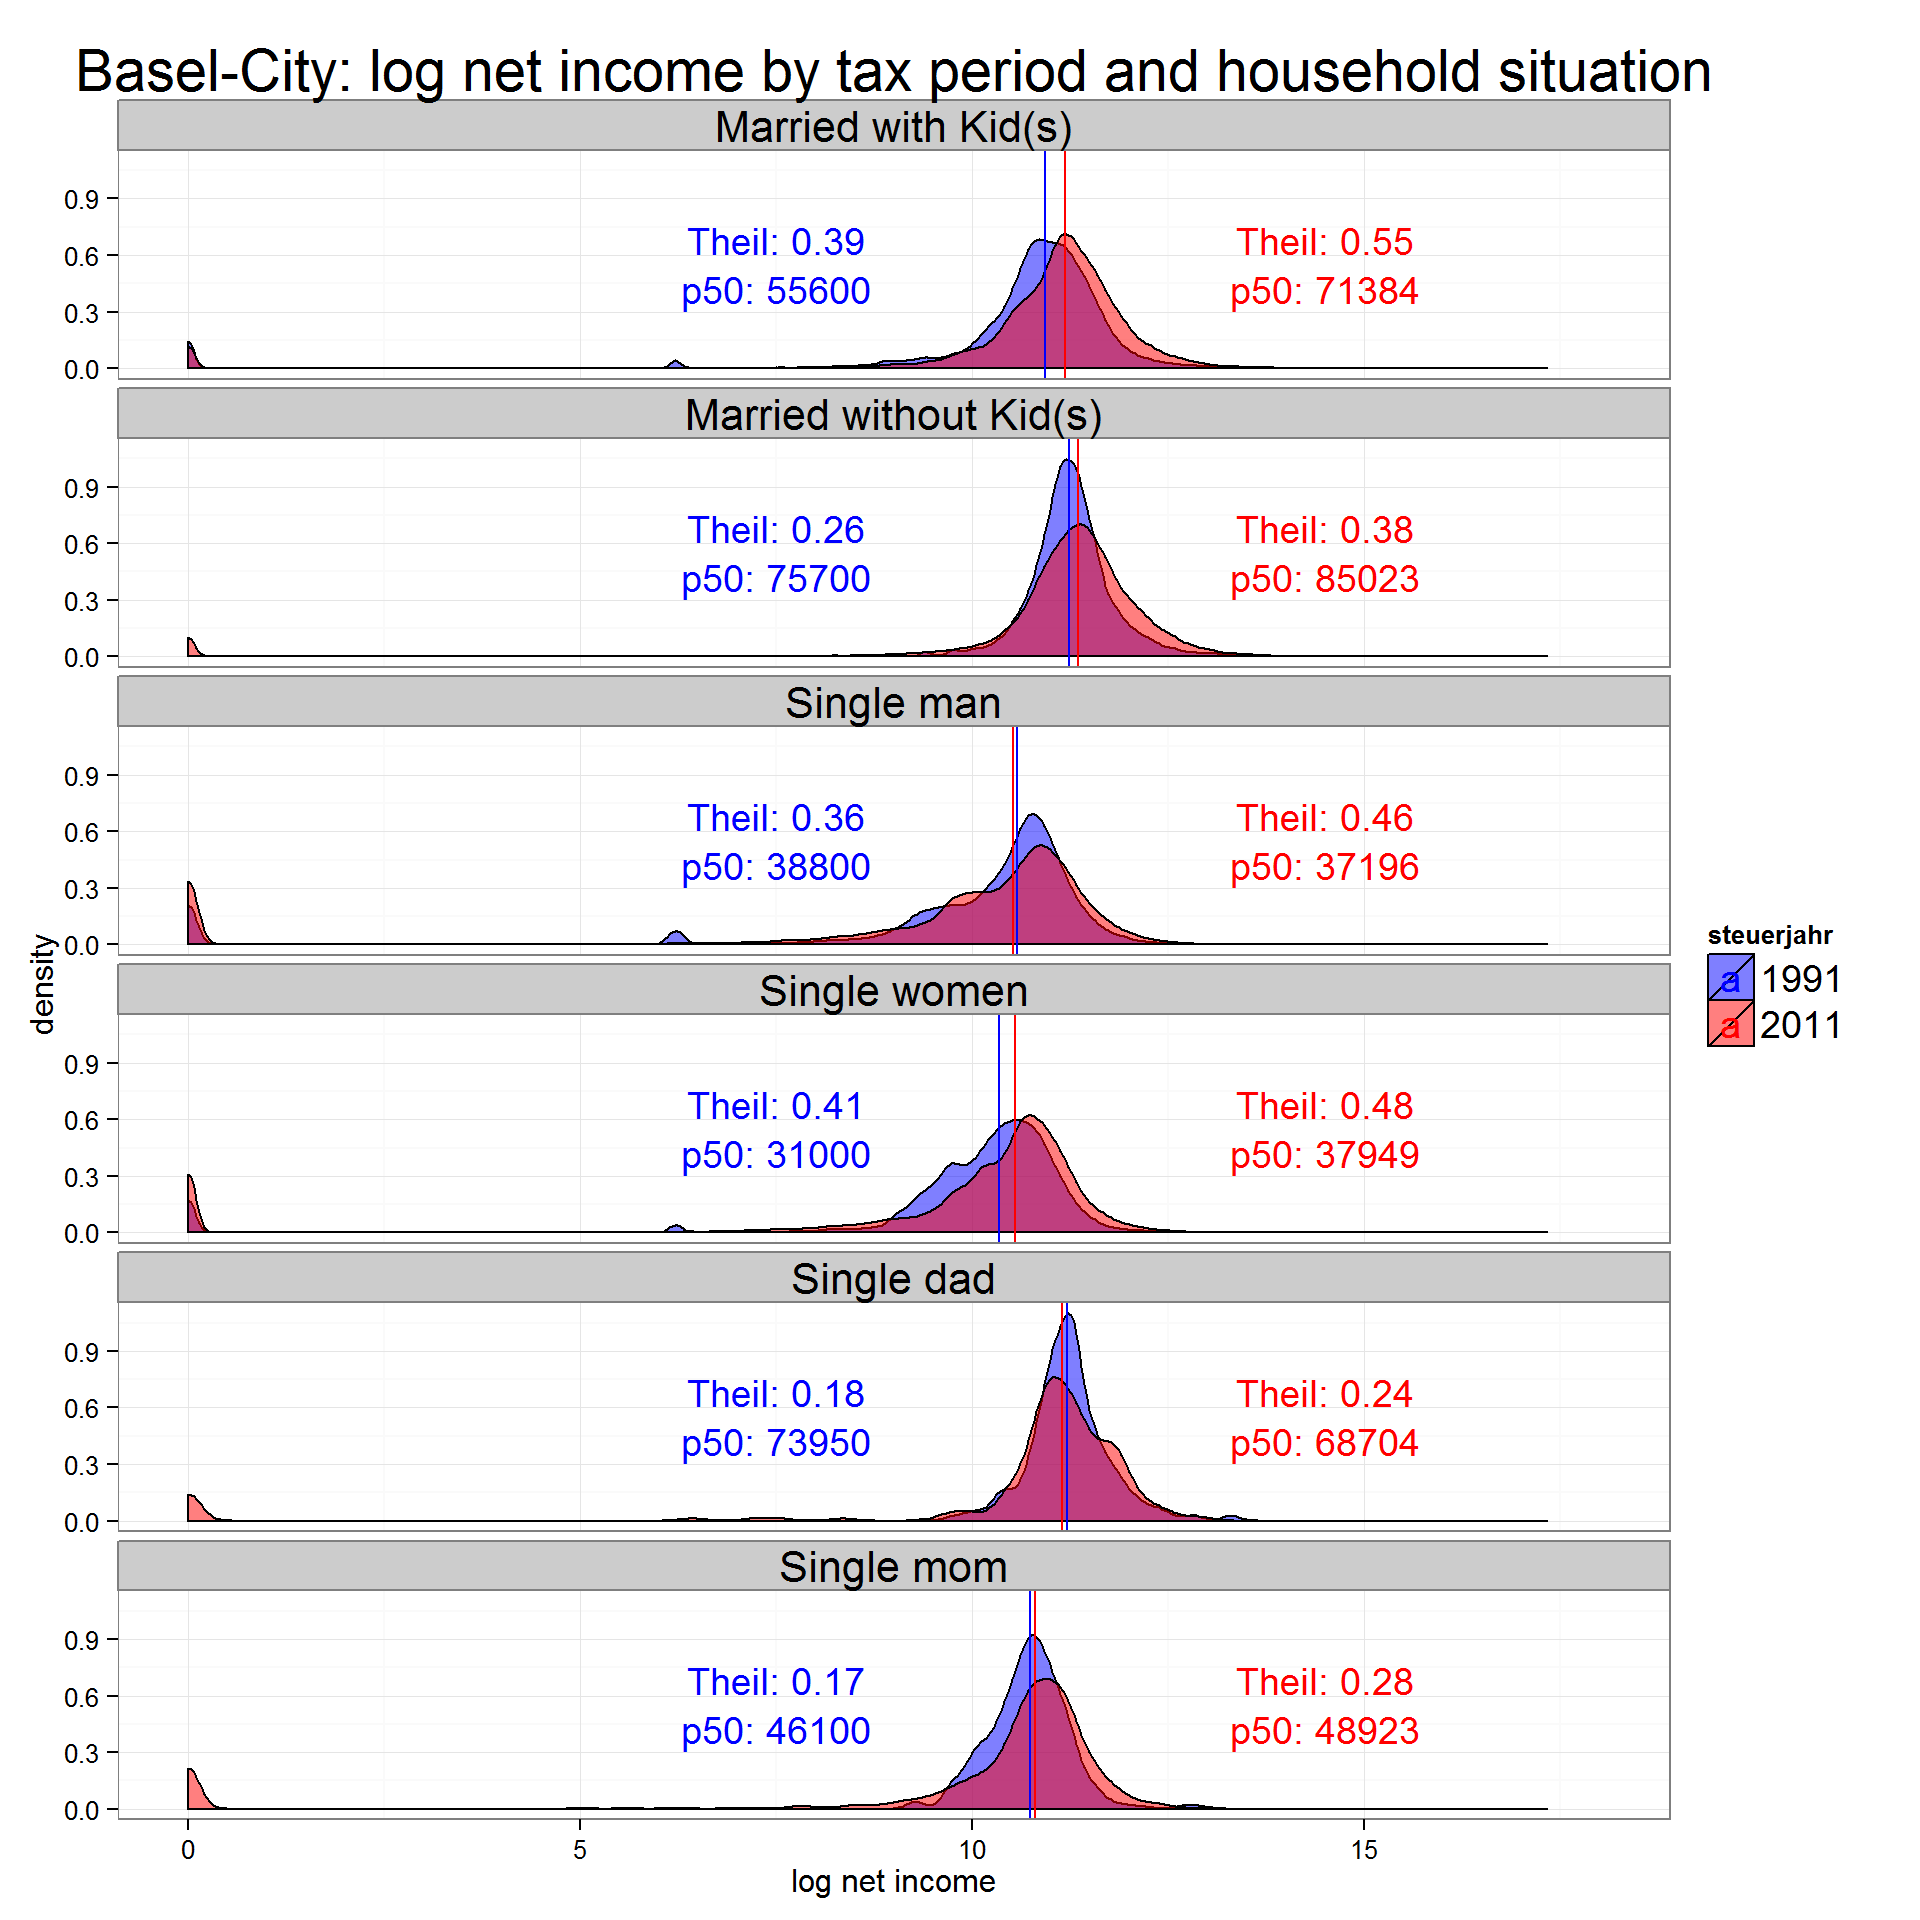 Basel-City: log net income by tax period and household situation
Married with Kid(s)
0.9
0.6
0.3
0.0
Theil: 0.39
p50: 55600
Theil: 0.55
p50: 71384
Married without Kid(s)
0.9
0.6
0.3
0.0
Theil: 0.26
p50: 75700
Theil: 0.38
p50: 85023
Single man
0.9
0.6
0.3
0.0
Theil: 0.36
p50: 38800
Theil: 0.46
p50: 37196
Single women
0.9
0.6
0.3
0.0
Theil: 0.41
p50: 31000
Theil: 0.48
p50: 37949
Single dad
0.9
0.6
0.3
0.0
Theil: 0.18
p50: 73950
Theil: 0.24
p50: 68704
Single mom
0.9
0.6
0.3
0.0
Theil: 0.17
p50: 46100
Theil: 0.28
p50: 48923
0 5 10 15
log net income
density
steuerjahr
a 1991
a 2011